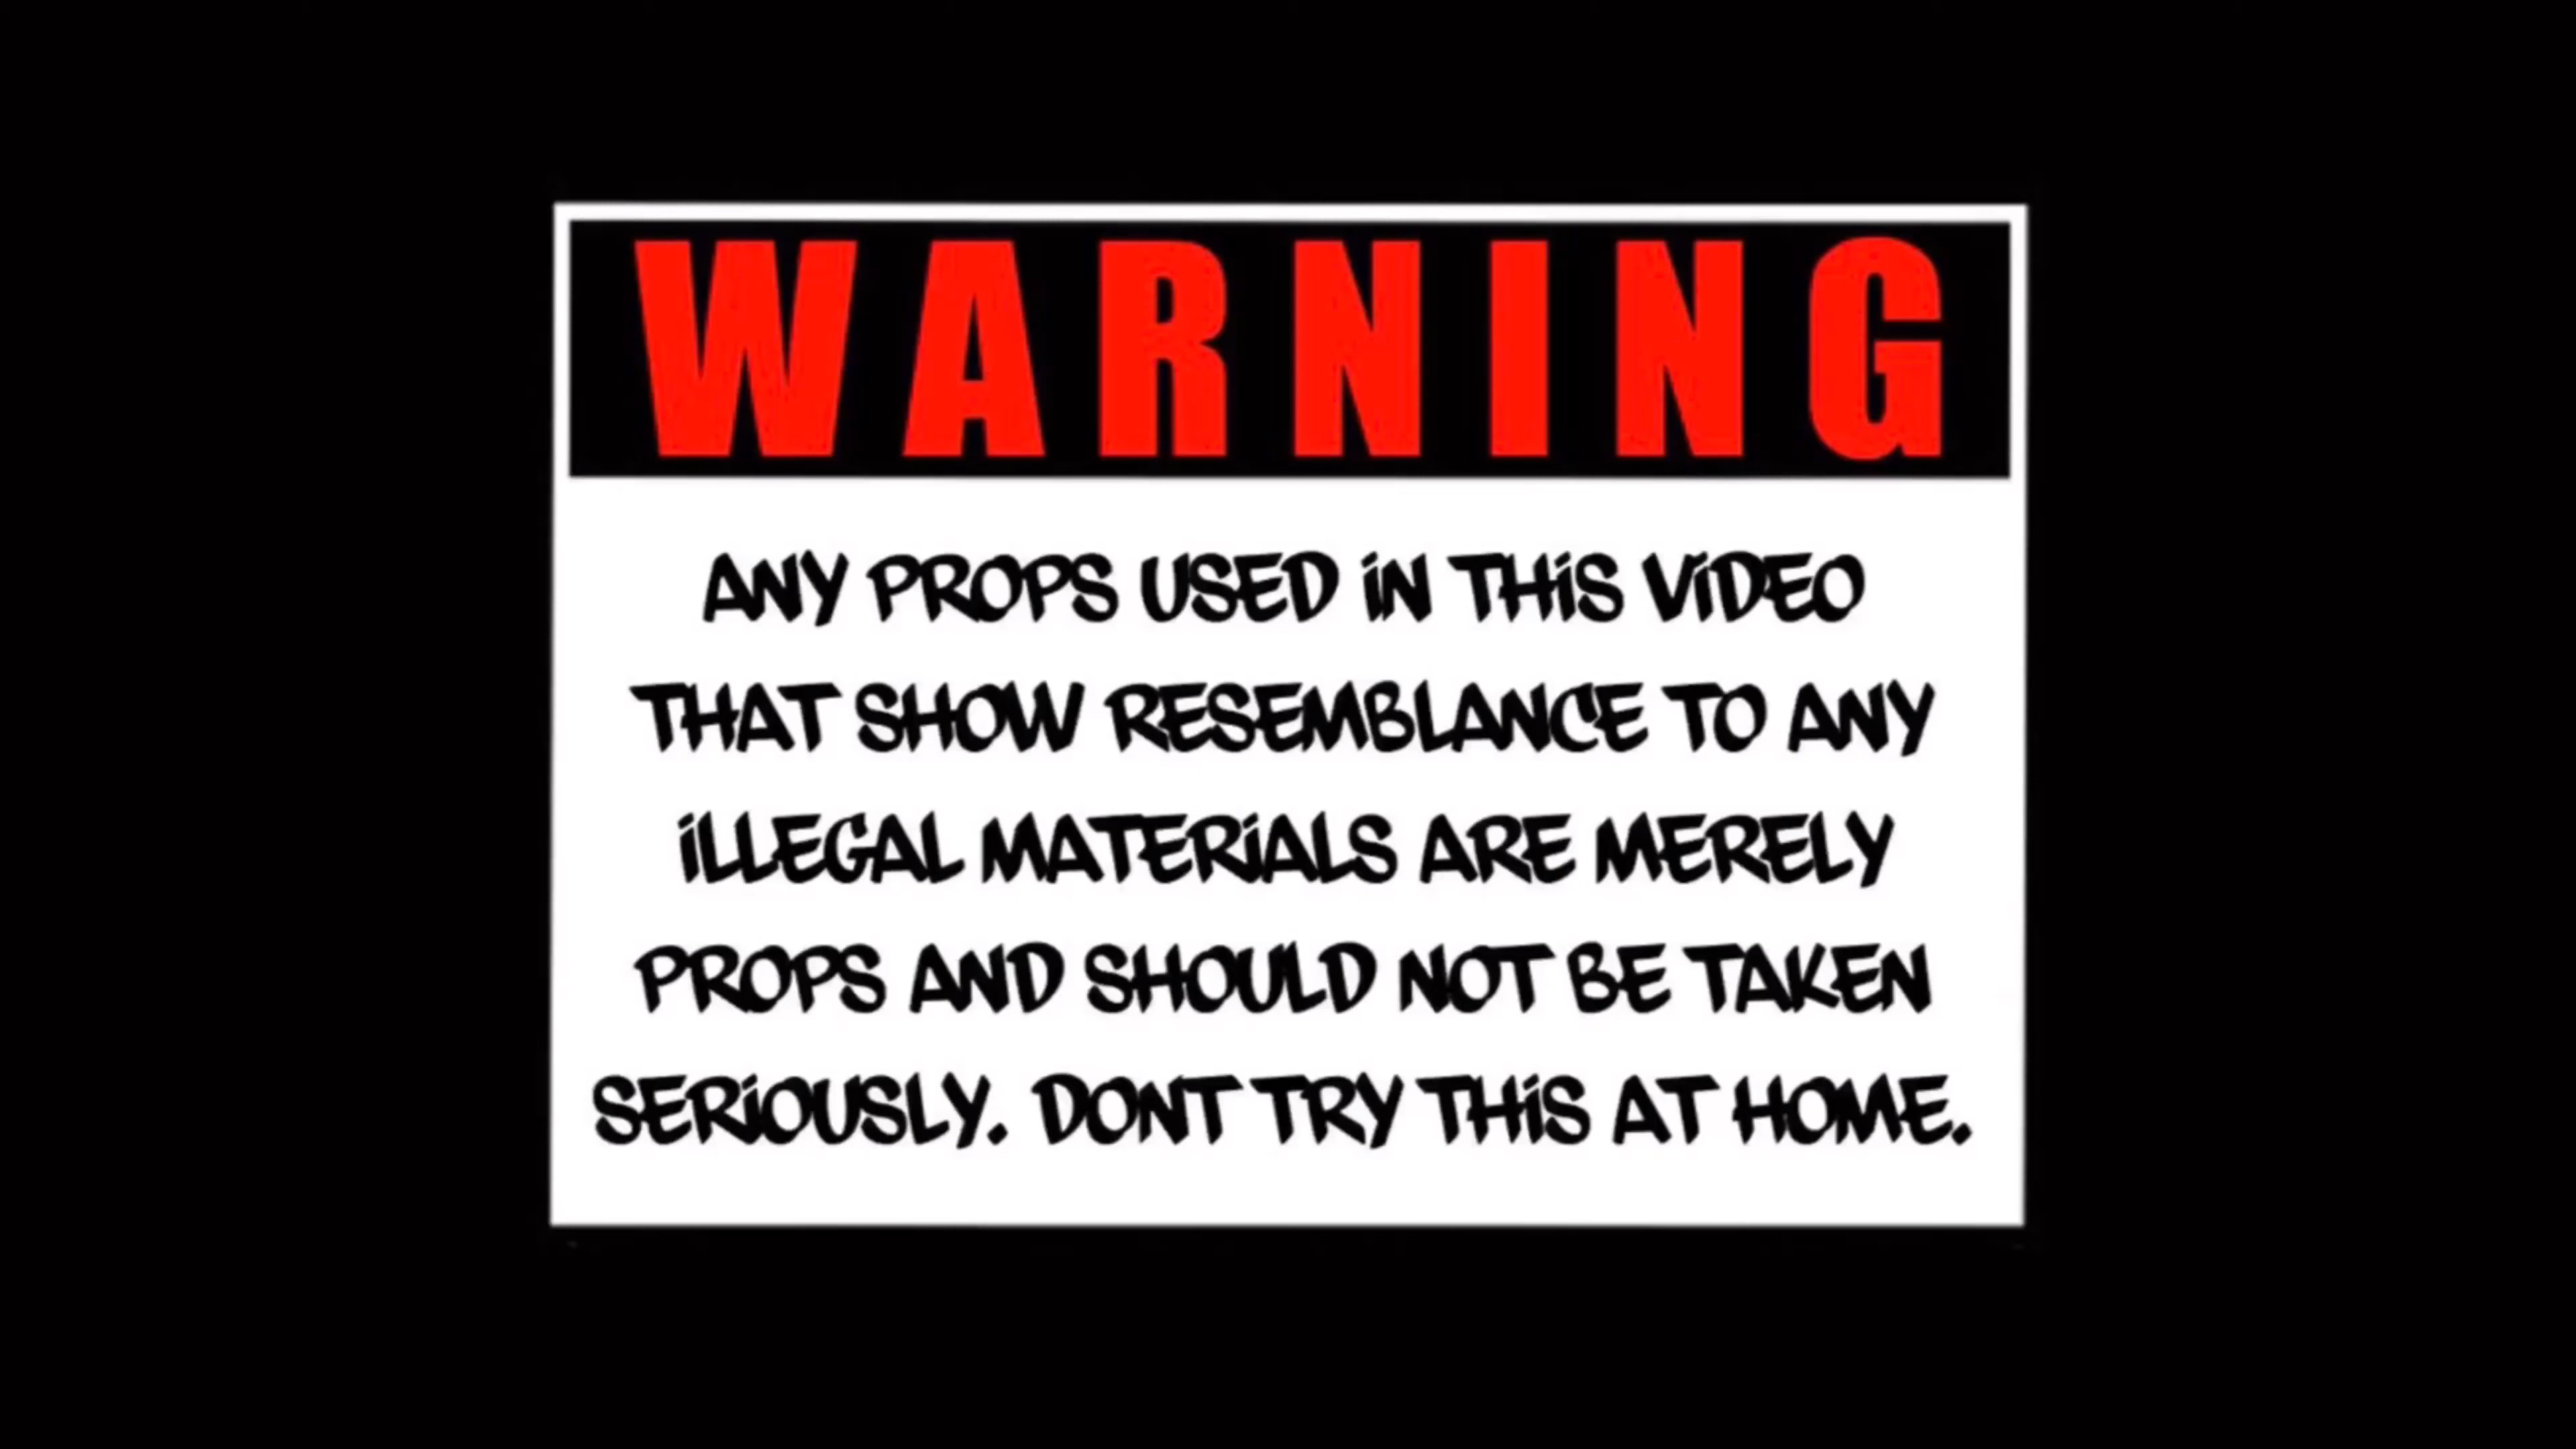 WARNING
ANY PROPS USED IN THIS VIDEO
THAT SHOW RESEMBLANCE TO ANY
ILLEGAL MATERIALS ARE MERELY
PROPS AND SHOULD NOT BE TAKEN
SERIOUSLY. DONT TRY THIS AT HOME.